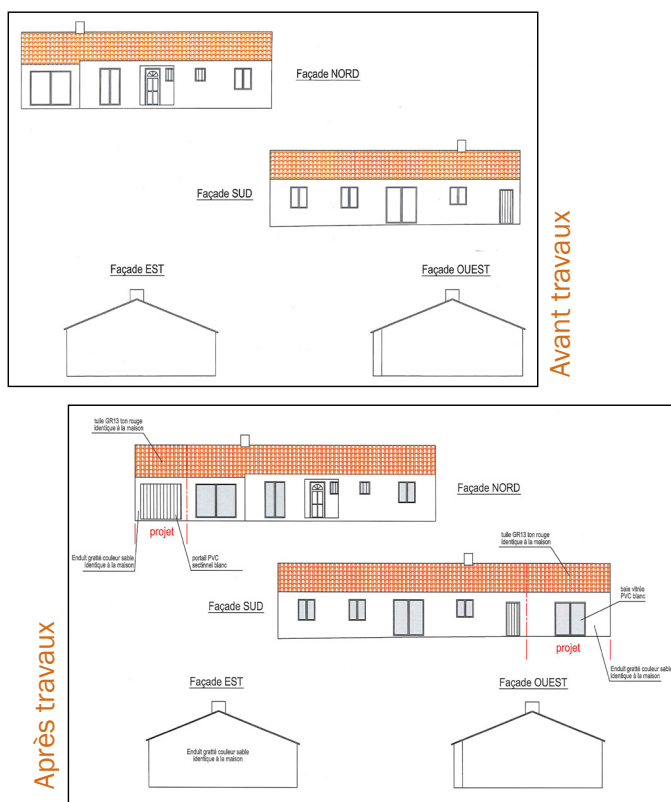 Façade NORD
Façade SUD
Façade EST
Façade OUEST
Avant travaux
tuile GR13 ton rouge
identique à la maison
Façade NORD
projet
Enduit gratté couleur sable
identique à la maison
portail PVC
sectinnel blanc
tuile GR13 ton rouge
identique à la maison
Façade SUD
baie vitrée
PVC blanc
projet
Enduit gratté couleur sable
identique à la maison
Façade EST
Façade OUEST
Enduit gratté couleur sable
identique à la maison
Après travaux